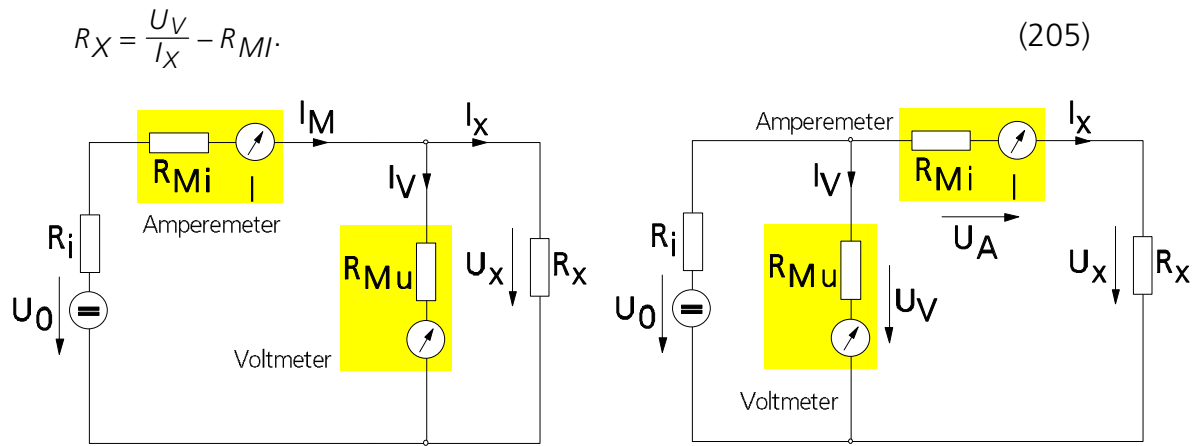 R_X = U_V / I_X − R_MI. (205)
I_M I_x
R_Mi
I
Amperemeter
I_V
R_i
R_Mu
U_x R_x
U_0
Voltmeter
Amperemeter
I_x
R_Mi
I
I_V
U_A
R_i
R_Mu
U_x R_x
U_0
U_V
Voltmeter